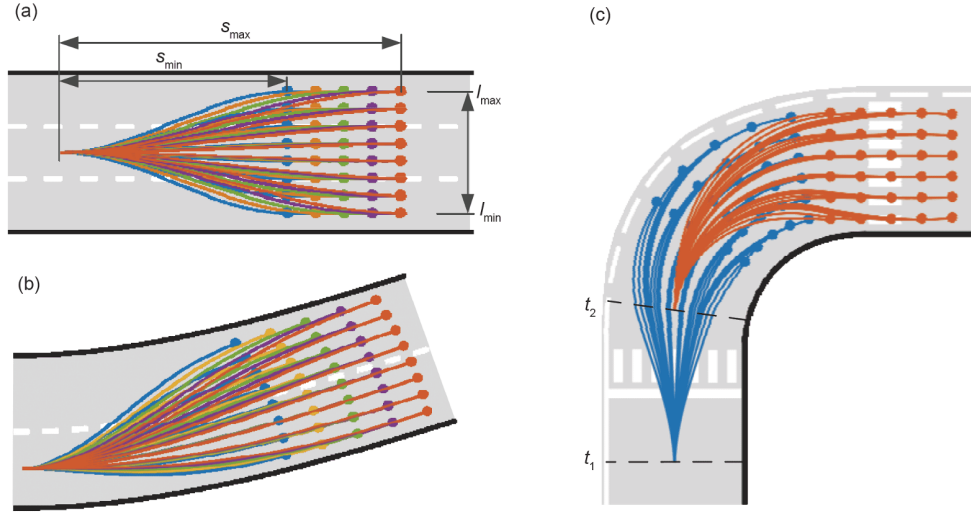 (a)
s_max
s_min
l_max
l_min
(b)
(c)
t_2
t_1